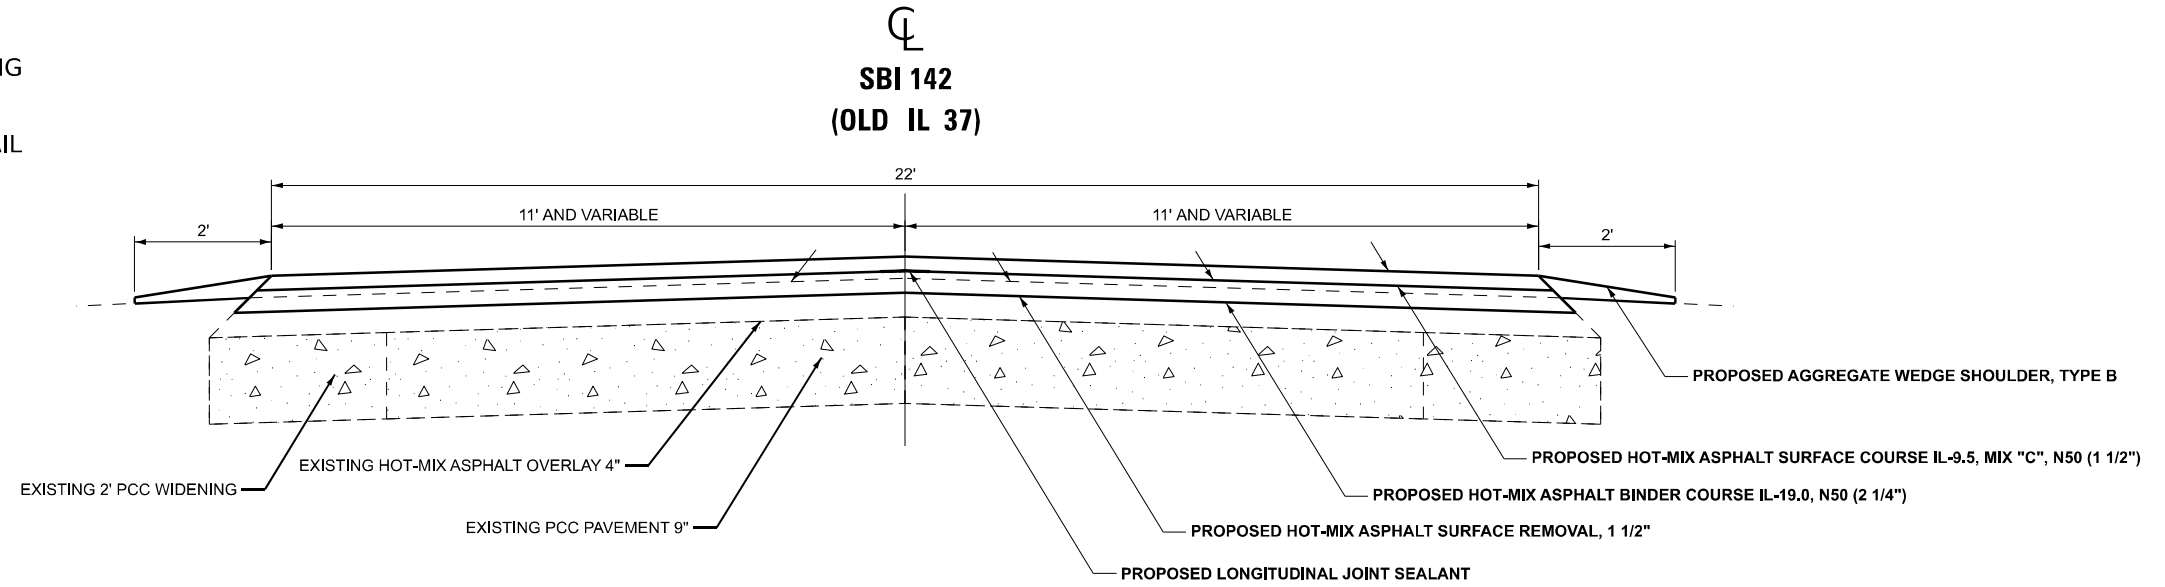 ING
AIL
℄
SBI 142
(OLD IL 37)
22'
11' AND VARIABLE
11' AND VARIABLE
2'
2'
PROPOSED AGGREGATE WEDGE SHOULDER, TYPE B
PROPOSED HOT-MIX ASPHALT SURFACE COURSE IL-9.5, MIX "C", N50 (1 1/2")
EXISTING HOT-MIX ASPHALT OVERLAY 4"
EXISTING 2' PCC WIDENING
PROPOSED HOT-MIX ASPHALT BINDER COURSE IL-19.0, N50 (2 1/4")
EXISTING PCC PAVEMENT 9"
PROPOSED HOT-MIX ASPHALT SURFACE REMOVAL, 1 1/2"
PROPOSED LONGITUDINAL JOINT SEALANT